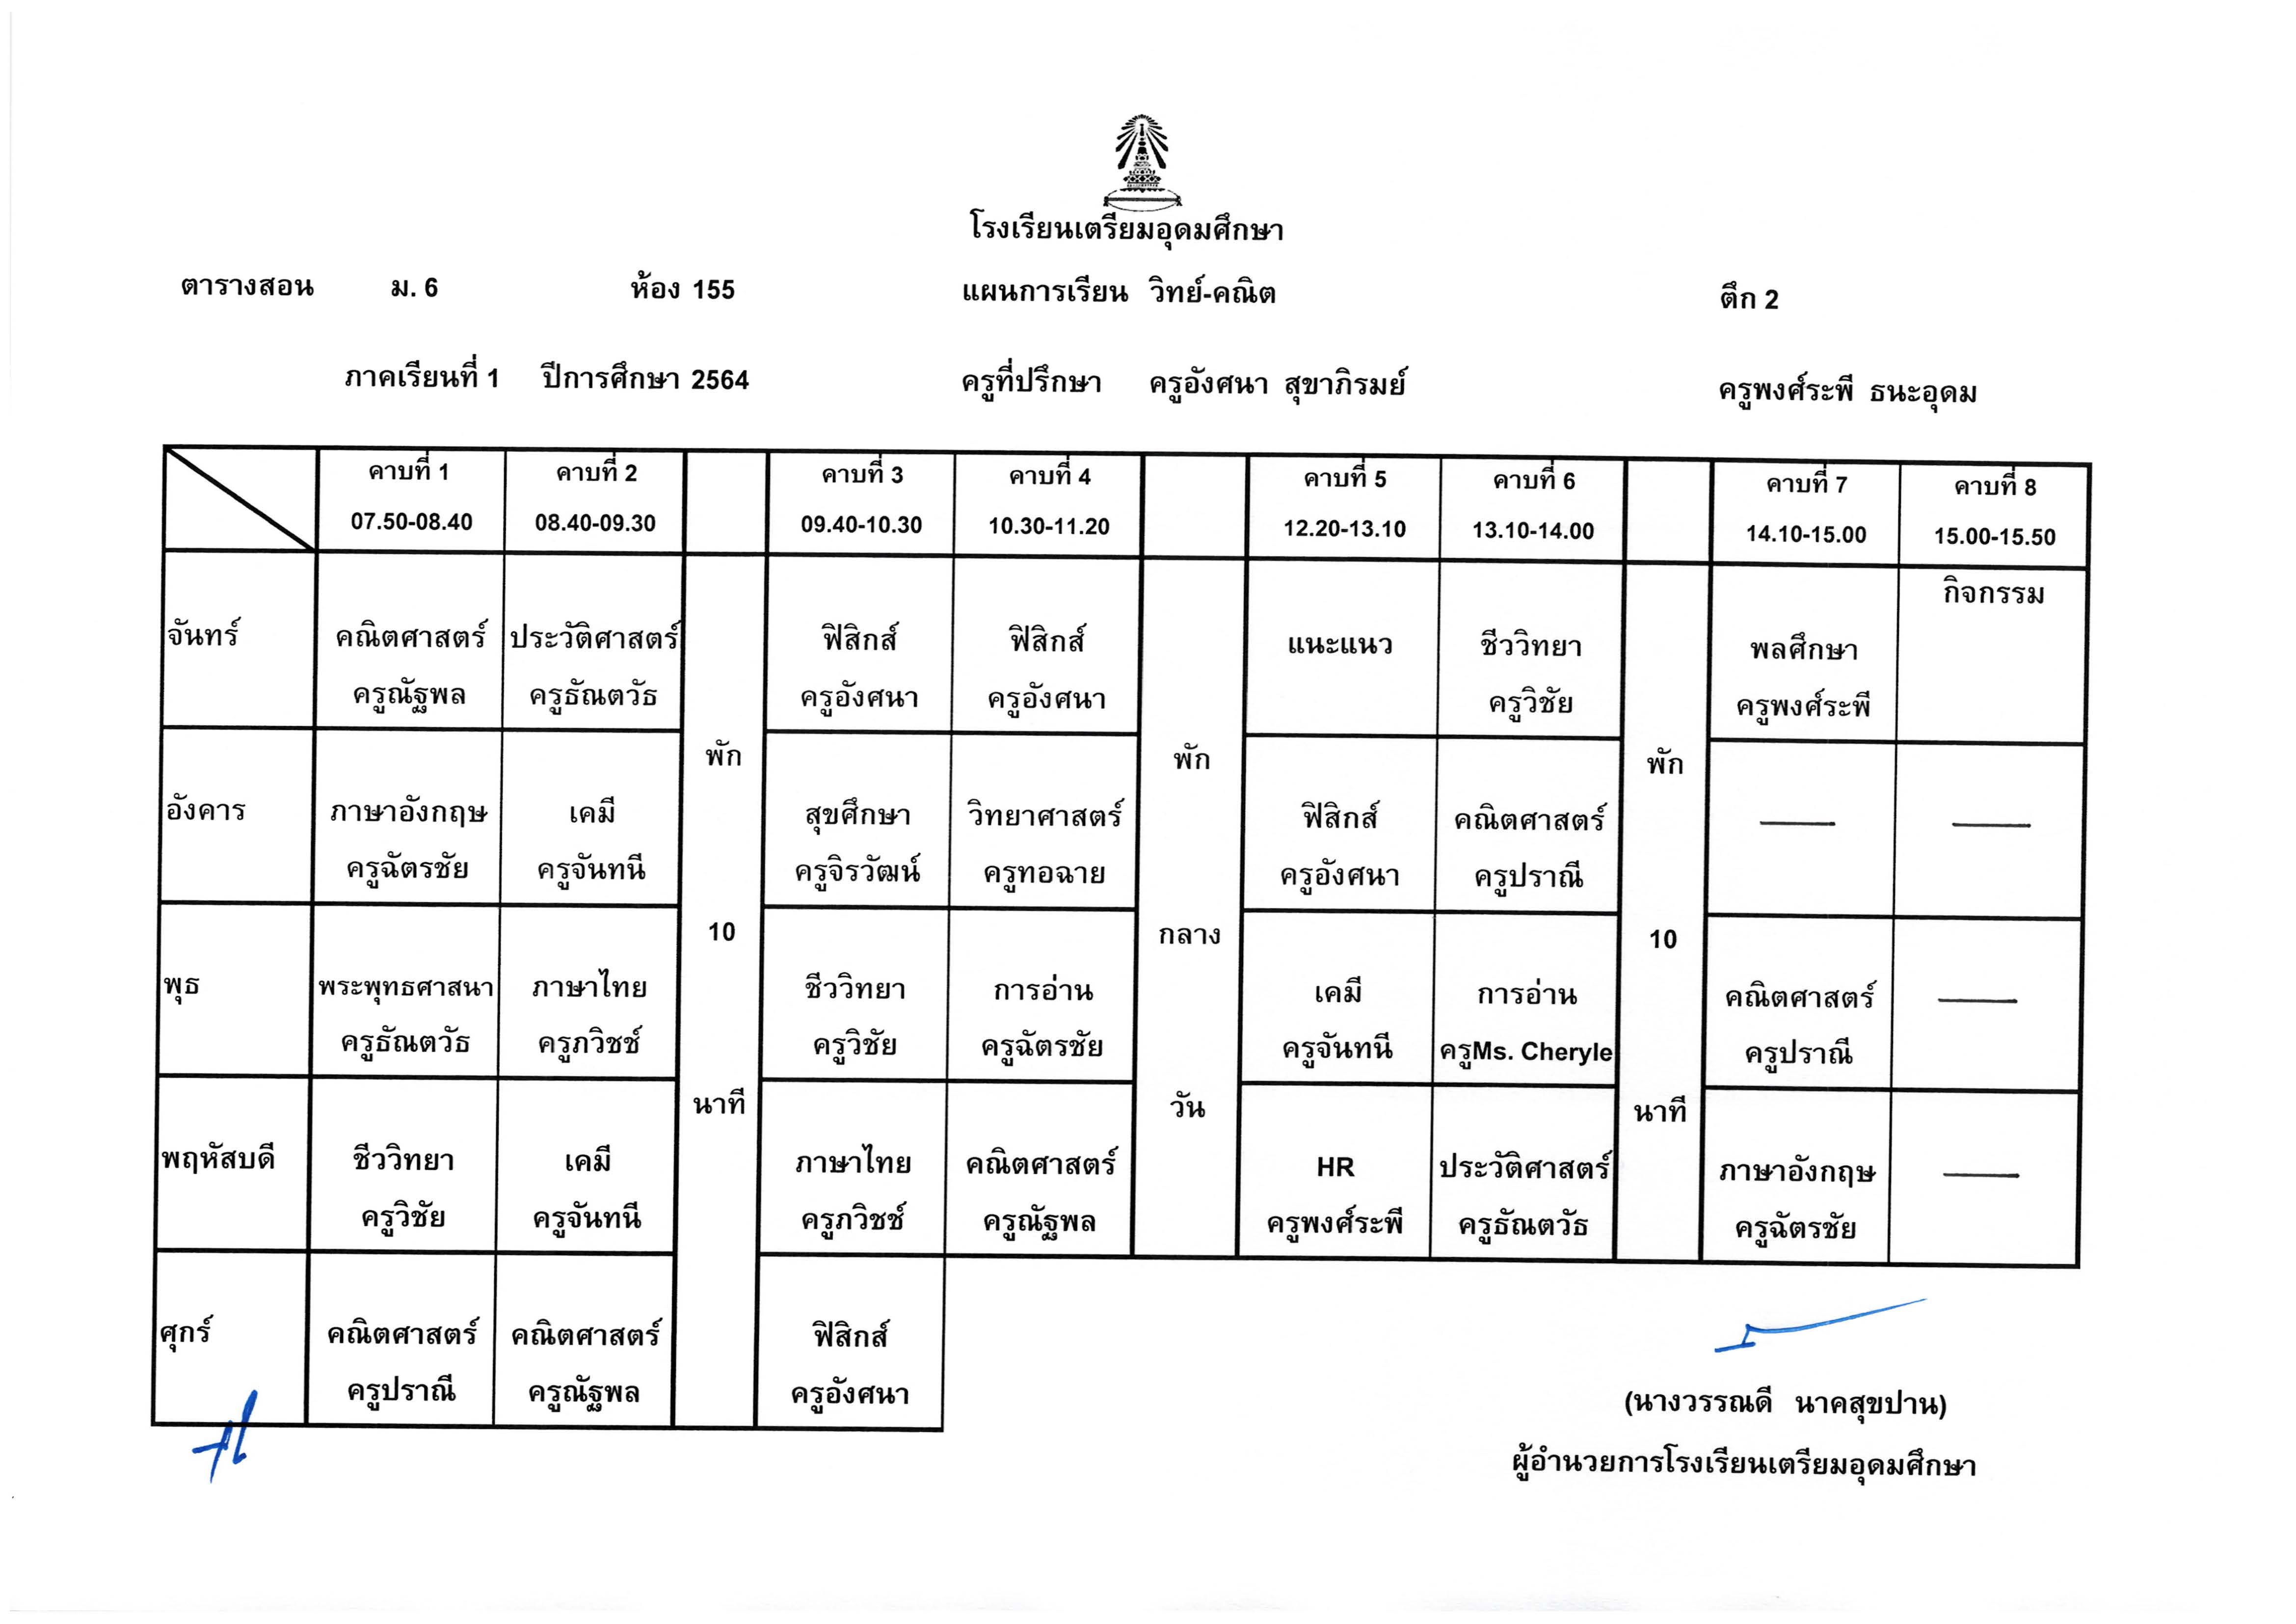 โรงเรียนเตรียมอุดมศึกษา
ตารางสอน ม. 6 ห้อง 155 แผนการเรียน วิทย์-คณิต ตึก 2
ภาคเรียนที่ 1 ปีการศึกษา 2564 ครูที่ปรึกษา ครูอังศนา สุขาภิรมย์ ครูพงศ์ระพี ธนะอุดม
คาบที่ 1 คาบที่ 2 คาบที่ 3 คาบที่ 4 คาบที่ 5 คาบที่ 6 คาบที่ 7 คาบที่ 8
07.50-08.40 08.40-09.30 09.40-10.30 10.30-11.20 12.20-13.10 13.10-14.00 14.10-15.00 15.00-15.50
จันทร์ คณิตศาสตร์ ประวัติศาสตร์ ฟิสิกส์ ฟิสิกส์ แนะแนว ชีววิทยา พลศึกษา กิจกรรม
ครูณัฐพล ครูธัณตวัธ ครูอังศนา ครูอังศนา ครูวิชัย ครูพงศ์ระพี
พัก พัก พัก
อังคาร ภาษาอังกฤษ เคมี สุขศึกษา วิทยาศาสตร์ ฟิสิกส์ คณิตศาสตร์
ครูฉัตรชัย ครูจันทนี ครูจิรวัฒน์ ครูทอฉาย ครูอังศนา ครูปราณี
10 กลาง 10
พุธ พระพุทธศาสนา ภาษาไทย ชีววิทยา การอ่าน เคมี การอ่าน คณิตศาสตร์
ครูธัณตวัธ ครูภวิชช์ ครูวิชัย ครูฉัตรชัย ครูจันทนี ครูMs. Cheryle ครูปราณี
นาที วัน นาที
พฤหัสบดี ชีววิทยา เคมี ภาษาไทย คณิตศาสตร์ HR ประวัติศาสตร์ ภาษาอังกฤษ
ครูวิชัย ครูจันทนี ครูภวิชช์ ครูณัฐพล ครูพงศ์ระพี ครูธัณตวัธ ครูฉัตรชัย
ศุกร์ คณิตศาสตร์ คณิตศาสตร์ ฟิสิกส์
ครูปราณี ครูณัฐพล ครูอังศนา
(นางวรรณดี นาคสุขปาน)
ผู้อำนวยการโรงเรียนเตรียมอุดมศึกษา